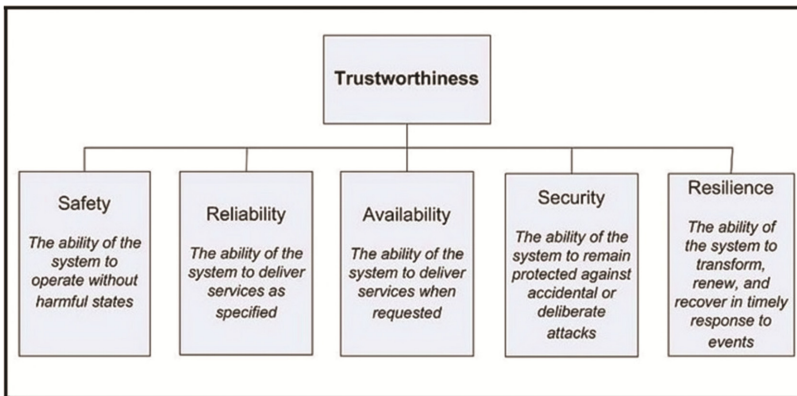 Trustworthiness
Safety
The ability of the
system to
operate without
harmful states
Reliability
The ability of the
system to deliver
services as
specified
Availability
The ability of the
system to deliver
services when
requested
Security
The ability of the
system to remain
protected against
accidental or
deliberate
attacks
Resilience
The ability of
the system to
transform,
renew, and
recover in timely
response to
events